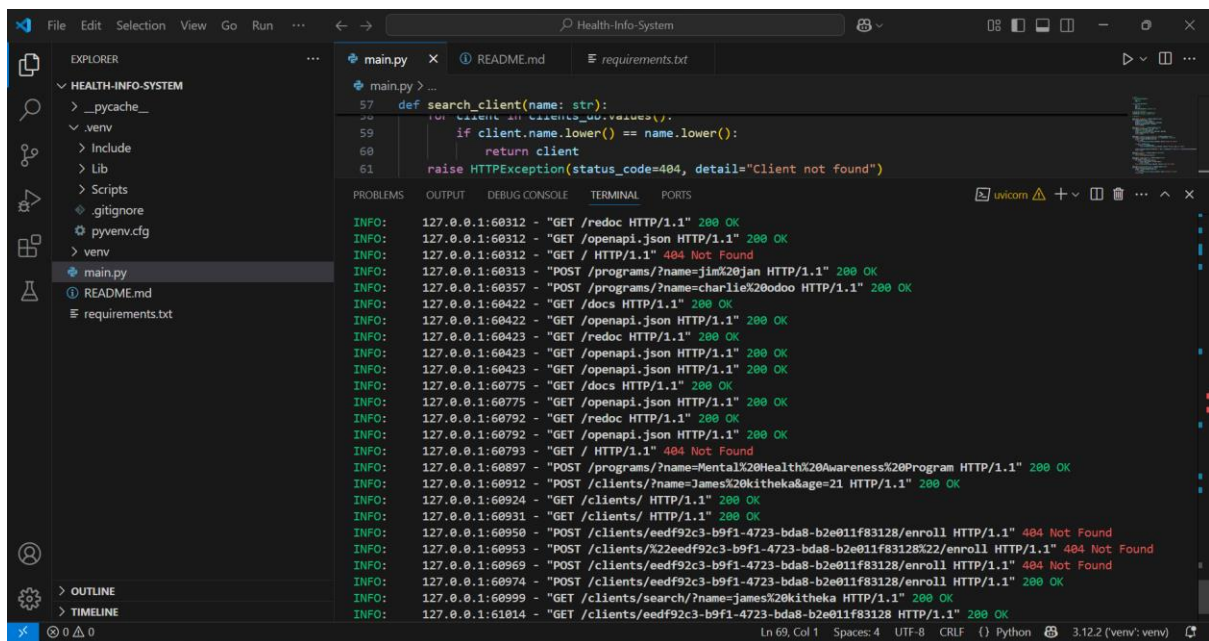 File Edit Selection View Go Run ... Health-Info-System
EXPLORER ...
HEALTH-INFO-SYSTEM
__pycache__
.venv
Include
Lib
Scripts
.gitignore
pyvenv.cfg
venv
main.py
README.md
requirements.txt
OUTLINE
TIMELINE
main.py README.md requirements.txt
main.py > ...
57 def search_client(name: str):
58 for client in clients_db.values():
59 if client.name.lower() == name.lower():
60 return client
61 raise HTTPException(status_code=404, detail="Client not found")
PROBLEMS OUTPUT DEBUG CONSOLE TERMINAL PORTS uvicorn
INFO: 127.0.0.1:60312 - "GET /redoc HTTP/1.1" 200 OK
INFO: 127.0.0.1:60312 - "GET /openapi.json HTTP/1.1" 200 OK
INFO: 127.0.0.1:60312 - "GET / HTTP/1.1" 404 Not Found
INFO: 127.0.0.1:60313 - "POST /programs/?name=jim%20jan HTTP/1.1" 200 OK
INFO: 127.0.0.1:60357 - "POST /programs/?name=charlie%20odoo HTTP/1.1" 200 OK
INFO: 127.0.0.1:60422 - "GET /docs HTTP/1.1" 200 OK
INFO: 127.0.0.1:60422 - "GET /openapi.json HTTP/1.1" 200 OK
INFO: 127.0.0.1:60423 - "GET /redoc HTTP/1.1" 200 OK
INFO: 127.0.0.1:60423 - "GET /openapi.json HTTP/1.1" 200 OK
INFO: 127.0.0.1:60423 - "GET /openapi.json HTTP/1.1" 200 OK
INFO: 127.0.0.1:60775 - "GET /docs HTTP/1.1" 200 OK
INFO: 127.0.0.1:60775 - "GET /openapi.json HTTP/1.1" 200 OK
INFO: 127.0.0.1:60792 - "GET /redoc HTTP/1.1" 200 OK
INFO: 127.0.0.1:60792 - "GET /openapi.json HTTP/1.1" 200 OK
INFO: 127.0.0.1:60793 - "GET / HTTP/1.1" 404 Not Found
INFO: 127.0.0.1:60897 - "POST /programs/?name=Mental%20Health%20Awareness%20Program HTTP/1.1" 200 OK
INFO: 127.0.0.1:60912 - "POST /clients/?name=James%20kitheka&age=21 HTTP/1.1" 200 OK
INFO: 127.0.0.1:60924 - "GET /clients/ HTTP/1.1" 200 OK
INFO: 127.0.0.1:60931 - "GET /clients/ HTTP/1.1" 200 OK
INFO: 127.0.0.1:60950 - "POST /clients/eedf92c3-b9f1-4723-bda8-b2e011f83128/enroll HTTP/1.1" 404 Not Found
INFO: 127.0.0.1:60953 - "POST /clients/%22eedf92c3-b9f1-4723-bda8-b2e011f83128%22/enroll HTTP/1.1" 404 Not Found
INFO: 127.0.0.1:60969 - "POST /clients/eedf92c3-b9f1-4723-bda8-b2e011f83128/enroll HTTP/1.1" 404 Not Found
INFO: 127.0.0.1:60974 - "POST /clients/eedf92c3-b9f1-4723-bda8-b2e011f83128/enroll HTTP/1.1" 200 OK
INFO: 127.0.0.1:60999 - "GET /clients/search/?name=james%20kitheka HTTP/1.1" 200 OK
INFO: 127.0.0.1:61014 - "GET /clients/eedf92c3-b9f1-4723-bda8-b2e011f83128 HTTP/1.1" 200 OK
0 0 Ln 69, Col 1 Spaces: 4 UTF-8 CRLF {} Python 3.12.2 ('venv': venv)